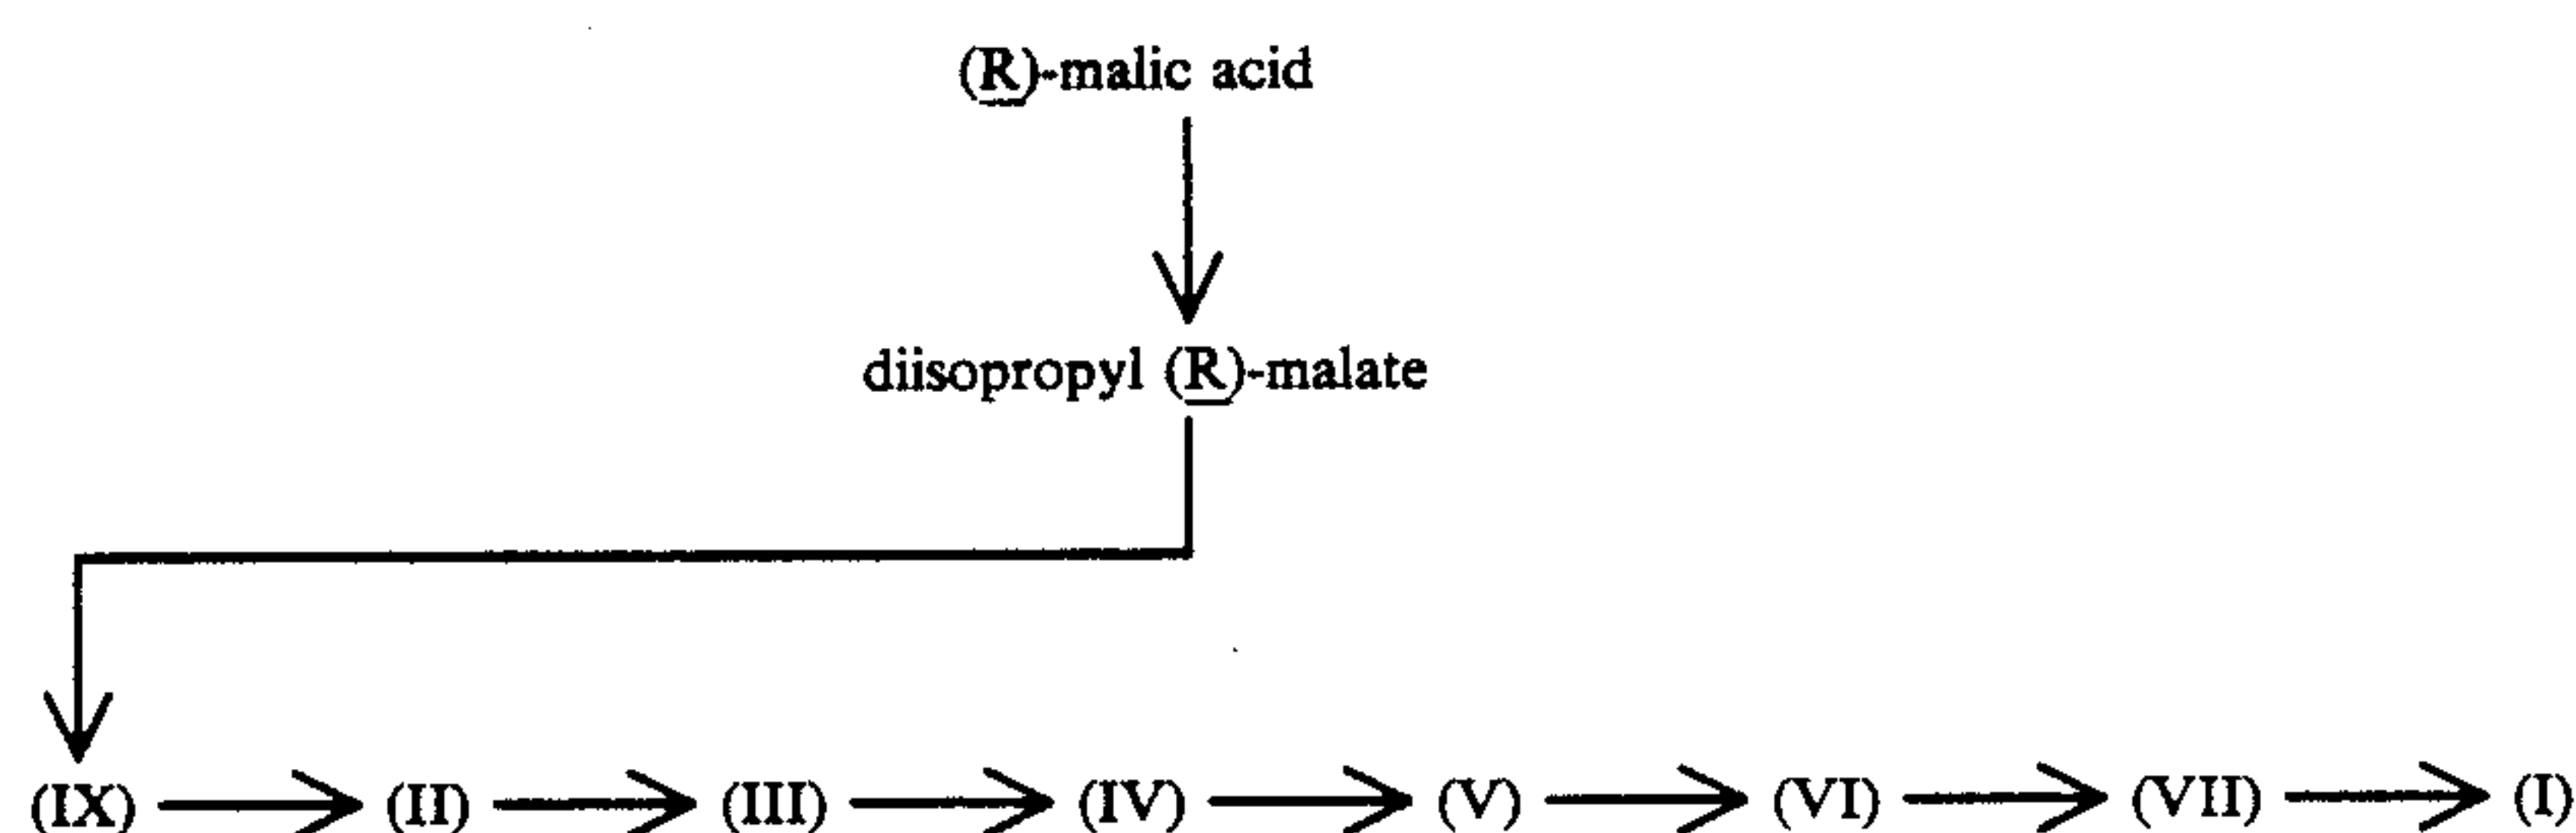 (R)-malic acid
diisopropyl (R)-malate
(IX) (II) (III) (IV) (V) (VI) (VII) (I)